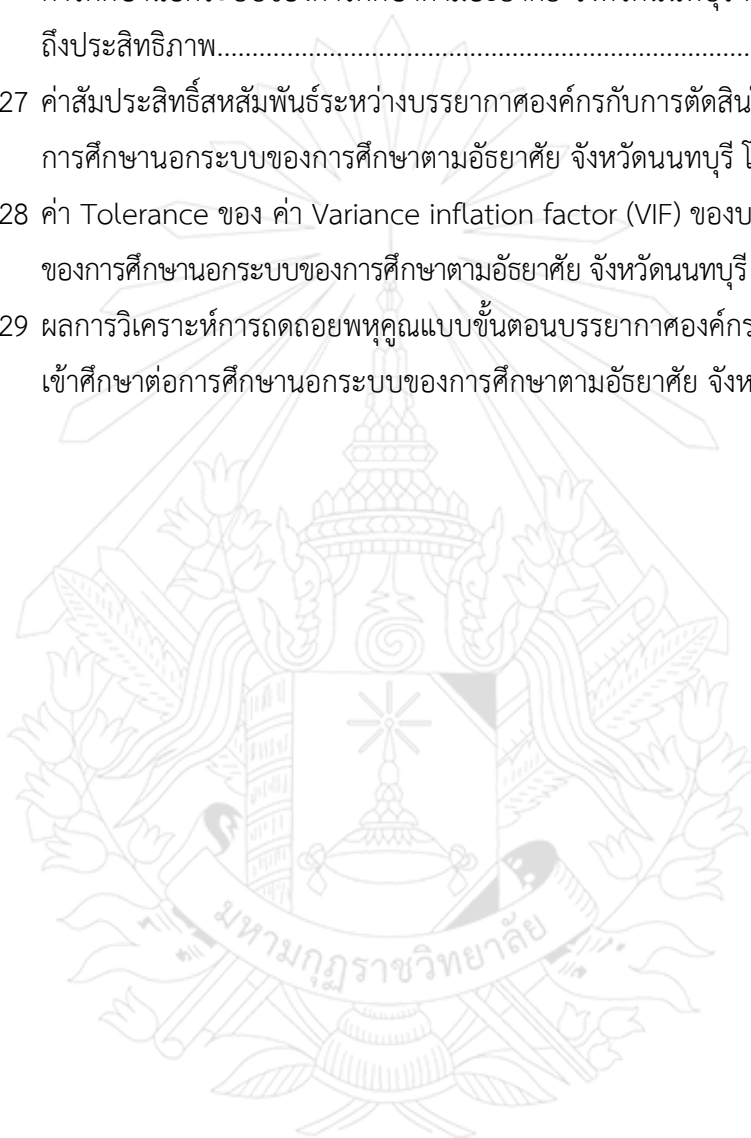 ถึงประสิทธิภาพ..........................................................................
27 ค่าสัมประสิทธิ์สหสัมพันธ์ระหว่างบรรยากาศองค์กรกับการตัดสิน
การศึกษานอกระบบของการศึกษาตามอัธยาศัย จังหวัดนนทบุรี
28 ค่า Tolerance ของ ค่า Variance inflation factor (VIF) ของบ
ของการศึกษานอกระบบของการศึกษาตามอัธยาศัย จังหวัดนนทบุรี
29 ผลการวิเคราะห์การถดถอยพหุคูณแบบขั้นตอนบรรยากาศองค์กร
เข้าศึกษาต่อการศึกษานอกระบบของการศึกษาตามอัธยาศัย จังห
มหามกุฏราชวิทยาลัย